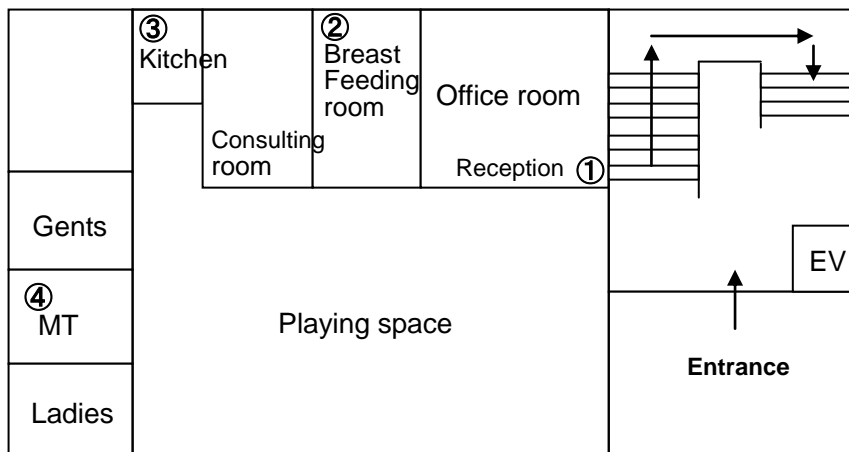 ③
Kitchen
②
Breast
Feeding
room
Office room
Consulting
room
Reception ①
Gents
④
MT
Ladies
Playing space
EV
Entrance